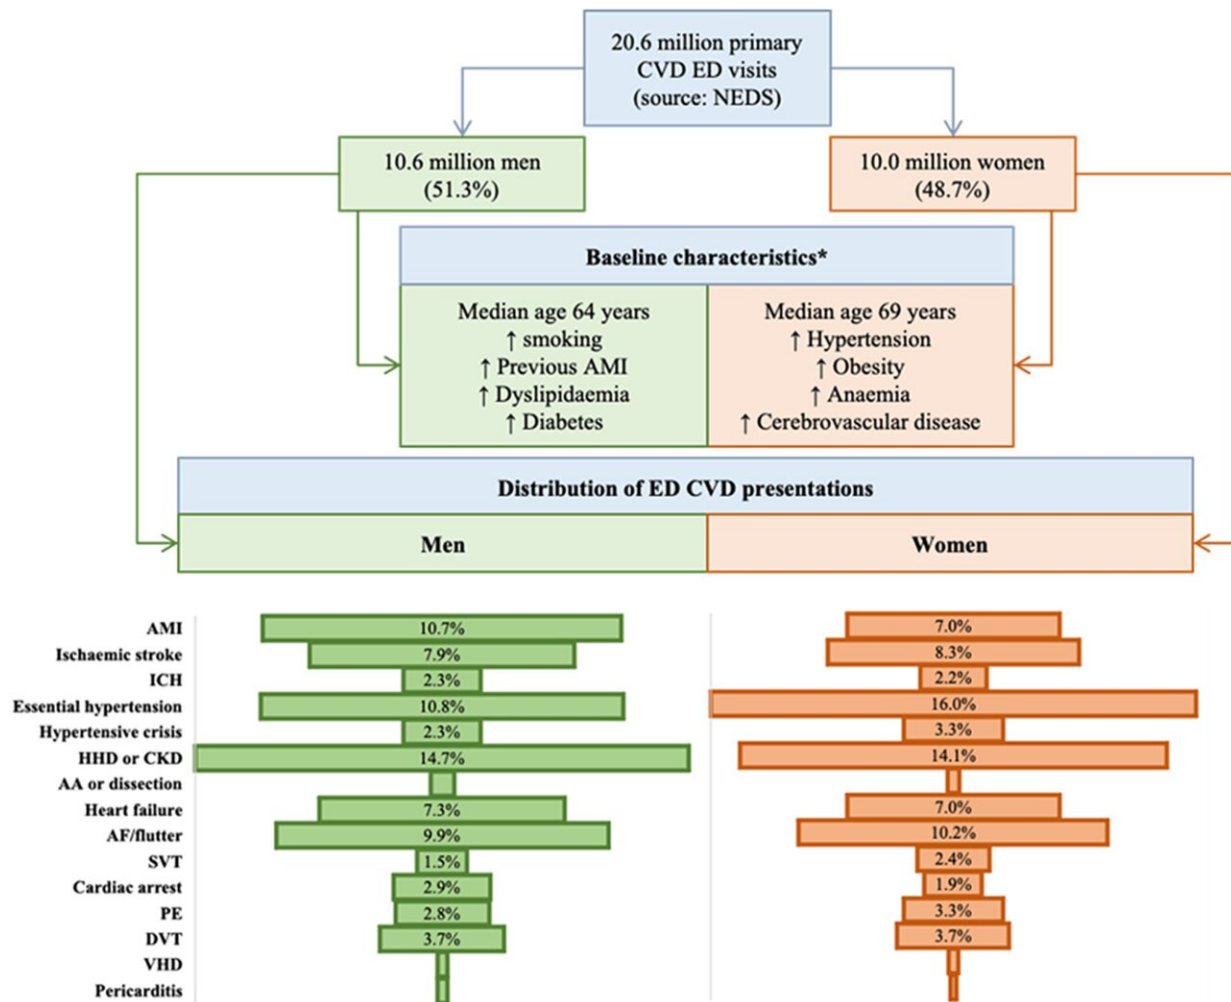 20.6 million primary
CVD ED visits
(source: NEDS)
10.6 million men
(51.3%)
10.0 million women
(48.7%)
Baseline characteristics*
Median age 64 years
↑ smoking
↑ Previous AMI
↑ Dyslipidaemia
↑ Diabetes
Median age 69 years
↑ Hypertension
↑ Obesity
↑ Anaemia
↑ Cerebrovascular disease
Distribution of ED CVD presentations
Men
Women
AMI 10.7% 7.0%
Ischaemic stroke 7.9% 8.3%
ICH 2.3% 2.2%
Essential hypertension 10.8% 16.0%
Hypertensive crisis 2.3% 3.3%
HHD or CKD 14.7% 14.1%
AA or dissection
Heart failure 7.3% 7.0%
AF/flutter 9.9% 10.2%
SVT 1.5% 2.4%
Cardiac arrest 2.9% 1.9%
PE 2.8% 3.3%
DVT 3.7% 3.7%
VHD
Pericarditis